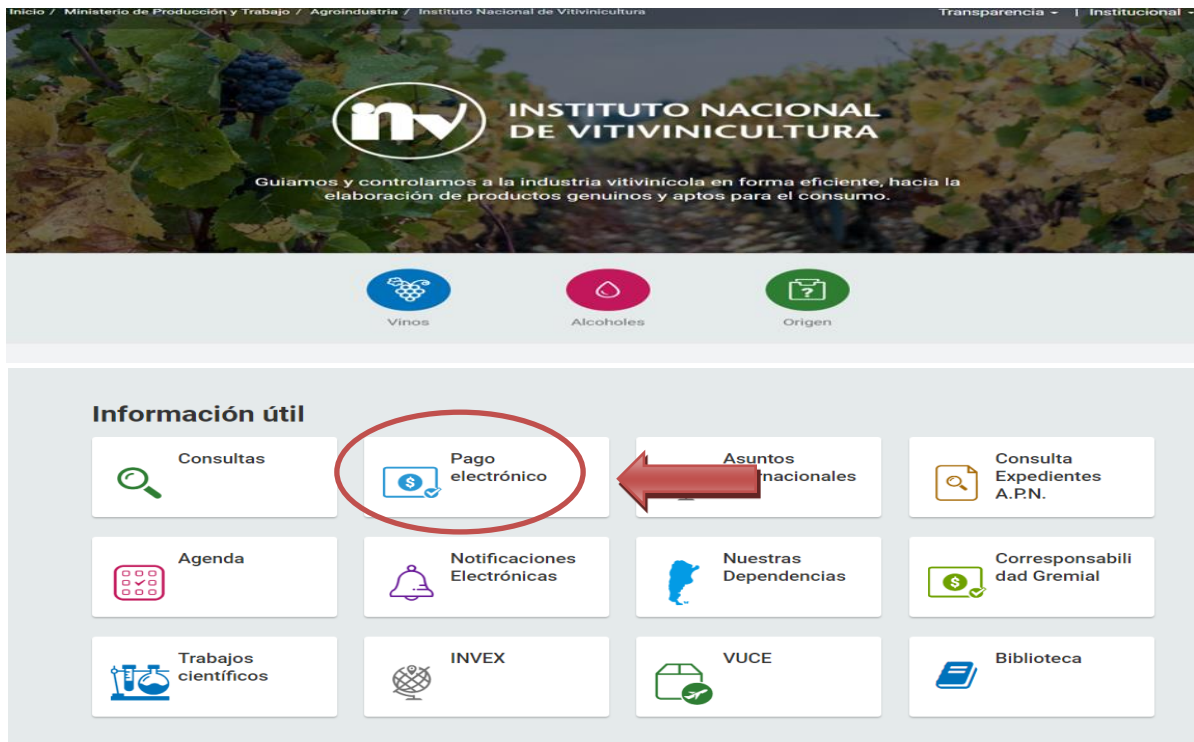 Inicio / Ministerio de Producción y Trabajo / Agroindustria / Instituto Nacional de Vitivinicultura
Transparencia | Institucional
inv
INSTITUTO NACIONAL
DE VITIVINICULTURA
Guiamos y controlamos a la industria vitivinícola en forma eficiente, hacia la
elaboración de productos genuinos y aptos para el consumo.
Vinos
Alcoholes
Origen
Información útil
Consultas
Pago
electrónico
Asuntos
nacionales
Consulta
Expedientes
A.P.N.
Agenda
Notificaciones
Electrónicas
Nuestras
Dependencias
Corresponsabili
dad Gremial
Trabajos
científicos
INVEX
VUCE
Biblioteca